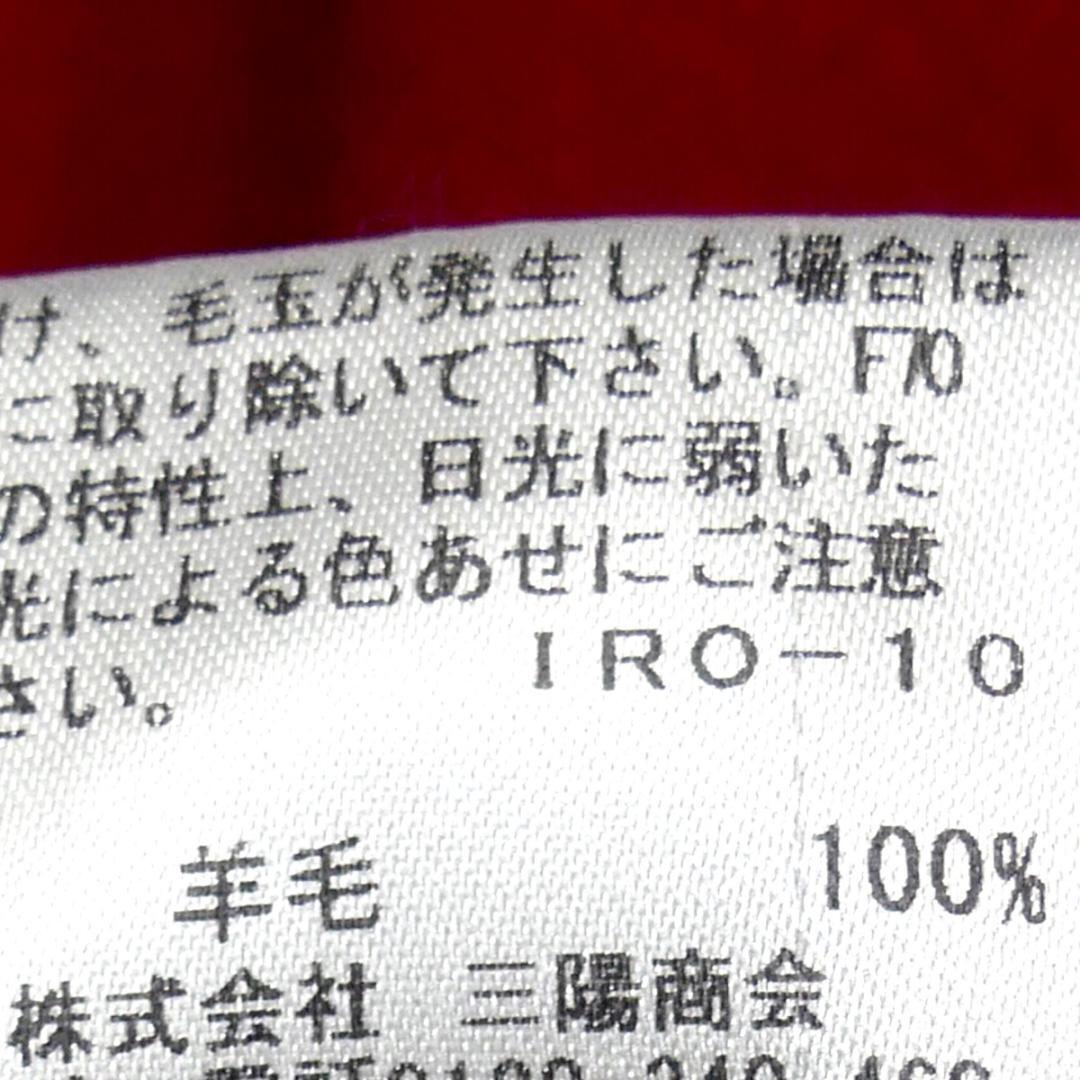 け、毛玉が発生した場合は
に取り除いて下さい。F70
の特性上、日光に弱いた
光による色あせにご注意
さい。 IRO-10
羊毛 100%
株式会社 三陽商会